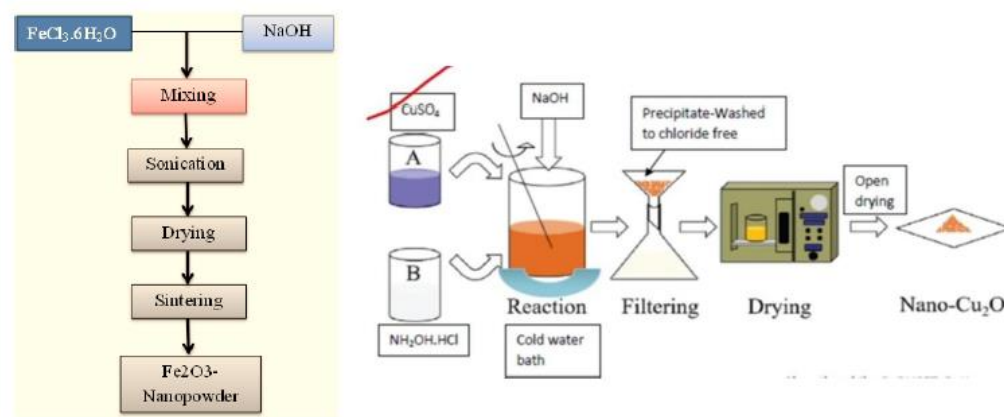 FeCl₃.6H₂O
NaOH
Mixing
Sonication
Drying
Sintering
Fe2O3-
Nanopowder
CuSO₄
A
B
NH₂OH.HCl
NaOH
Reaction
Cold water
bath
Precipitate-Washed
to chloride free
Filtering
Drying
Open
drying
Nano-Cu₂O